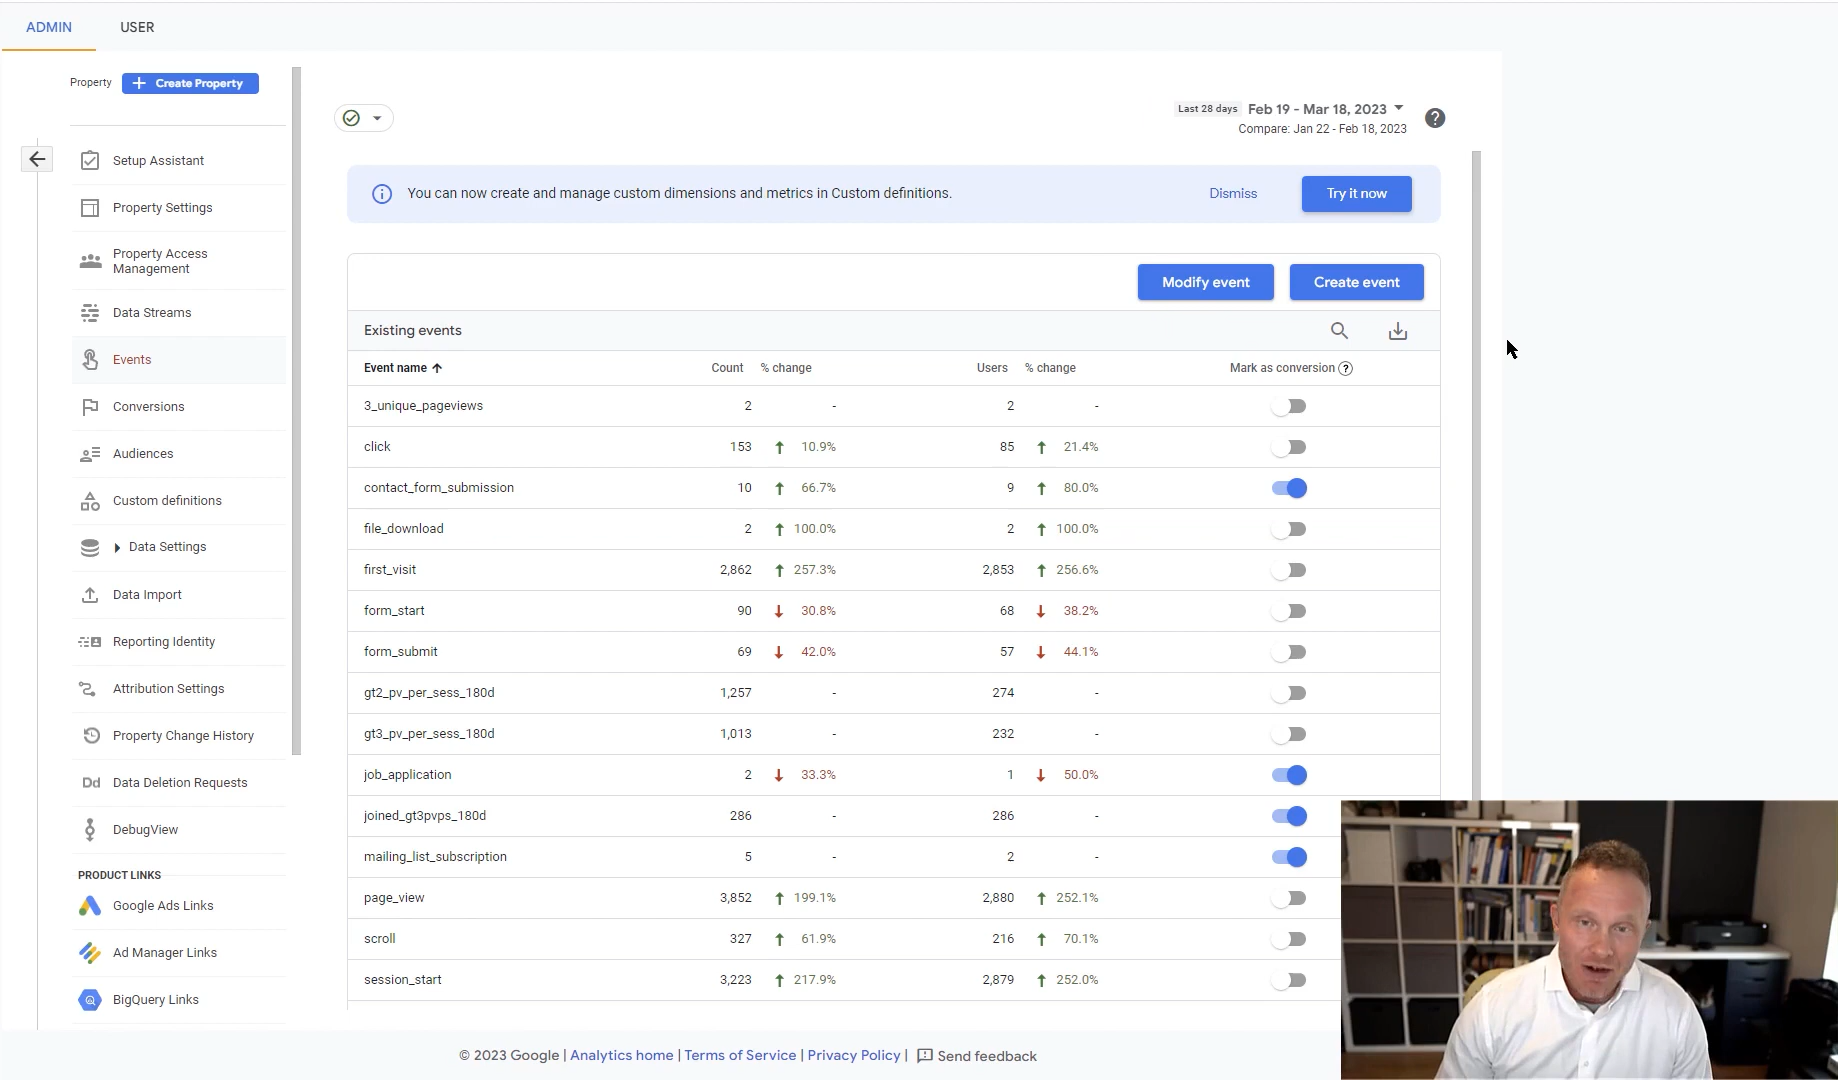 ADMIN USER
Property + Create Property
Last 28 days Feb 19 - Mar 18, 2023
Compare: Jan 22 - Feb 18, 2023
Setup Assistant
Property Settings
Property Access
Management
Data Streams
Events
Conversions
Audiences
Custom definitions
Data Settings
Data Import
Reporting Identity
Attribution Settings
Property Change History
Dd Data Deletion Requests
DebugView
PRODUCT LINKS
Google Ads Links
Ad Manager Links
BigQuery Links
You can now create and manage custom dimensions and metrics in Custom definitions. Dismiss Try it now
Modify event Create event
Existing events
Event name Count % change Users % change Mark as conversion ?
3_unique_pageviews 2 - 2 -
click 153 10.9% 85 21.4%
contact_form_submission 10 66.7% 9 80.0%
file_download 2 100.0% 2 100.0%
first_visit 2,862 257.3% 2,853 256.6%
form_start 90 30.8% 68 38.2%
form_submit 69 42.0% 57 44.1%
gt2_pv_per_sess_180d 1,257 - 274 -
gt3_pv_per_sess_180d 1,013 - 232 -
job_application 2 33.3% 1 50.0%
joined_gt3pvps_180d 286 - 286 -
mailing_list_subscription 5 - 2 -
page_view 3,852 199.1% 2,880 252.1%
scroll 327 61.9% 216 70.1%
session_start 3,223 217.9% 2,879 252.0%
© 2023 Google | Analytics home | Terms of Service | Privacy Policy | Send feedback